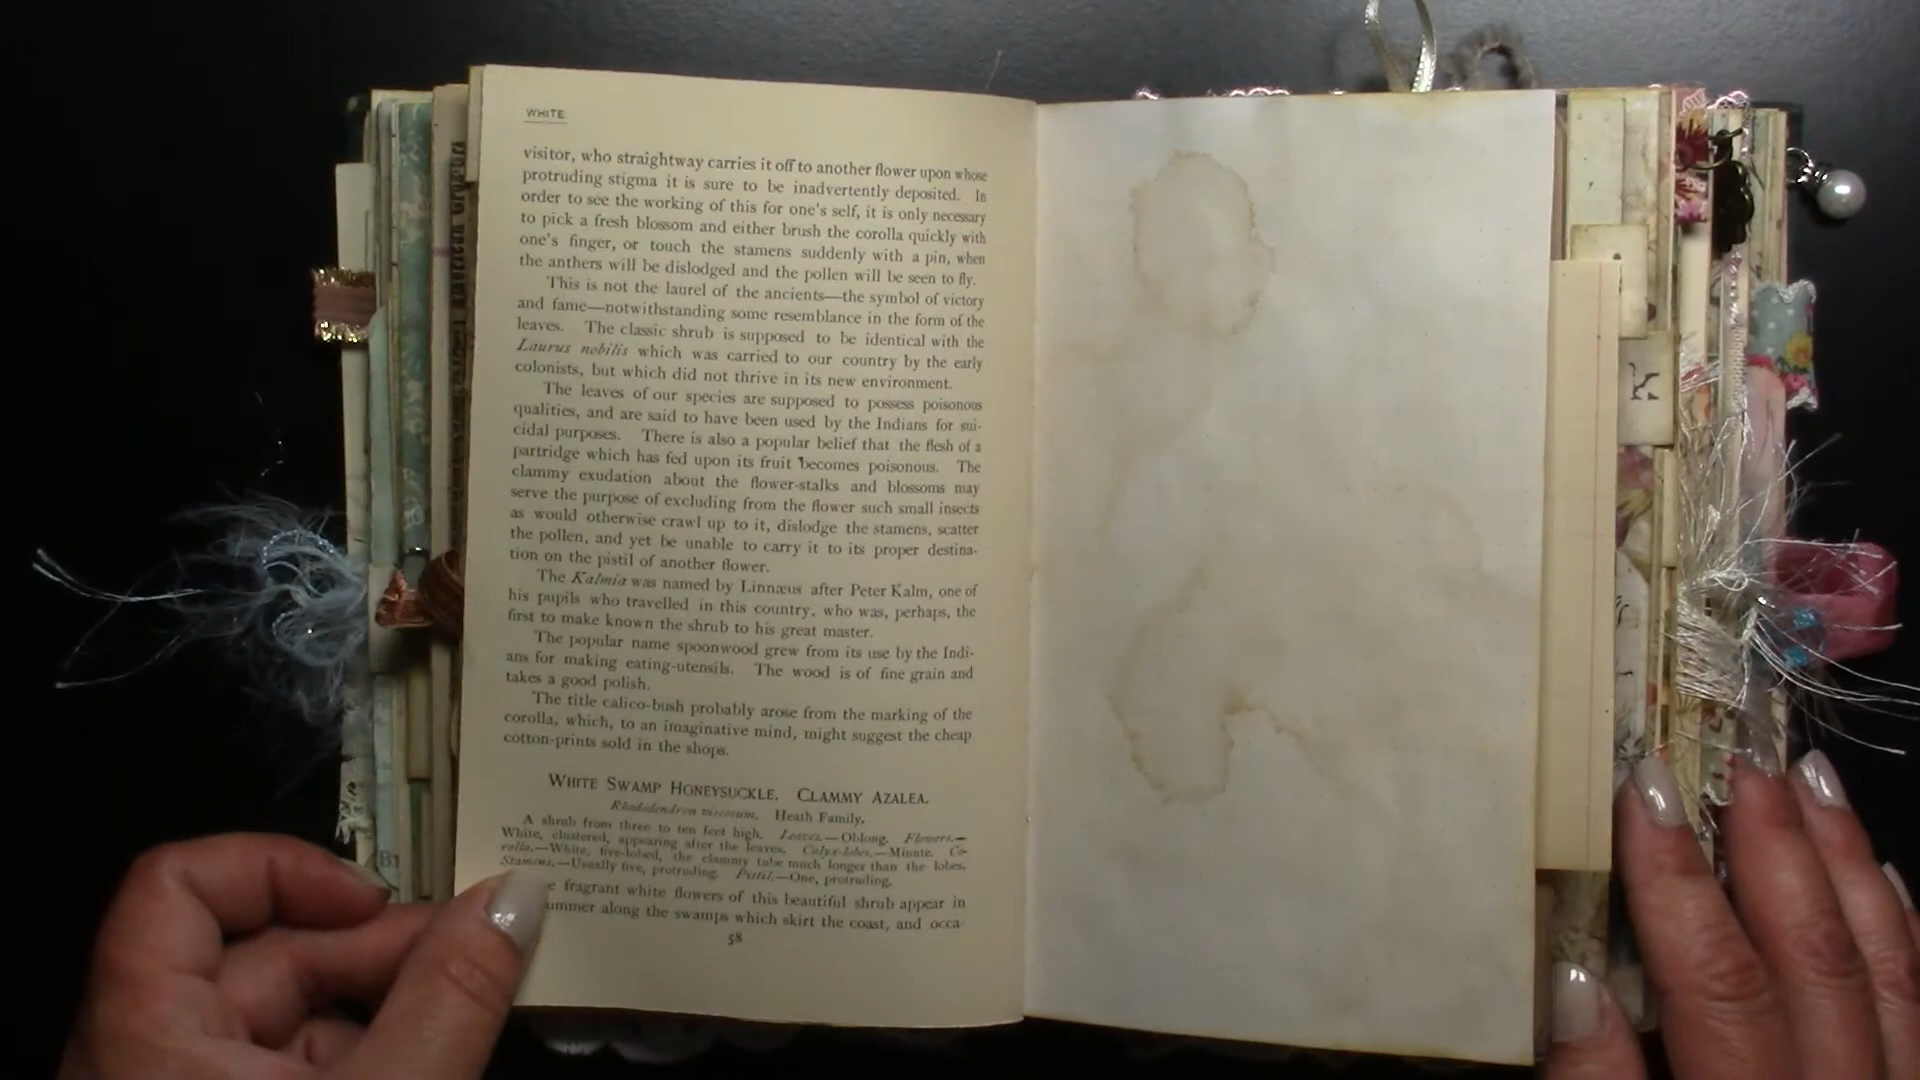 WHITE
visitor, who straightway carries it off to another flower upon whose
protruding stigma it is sure to be inadvertently deposited. In
order to see the working of this for one's self, it is only necessary
to pick a fresh blossom and either brush the corolla quickly with
one's finger, or touch the stamens suddenly with a pin, when
the anthers will be dislodged and the pollen will be seen to fly.
This is not the laurel of the ancients—the symbol of victory
and fame—notwithstanding some resemblance in the form of the
leaves. The classic shrub is supposed to be identical with the
Laurus nobilis which was carried to our country by the early
colonists, but which did not thrive in its new environment.
The leaves of our species are supposed to possess poisonous
qualities, and are said to have been used by the Indians for sui-
cidal purposes. There is also a popular belief that the flesh of a
partridge which has fed upon its fruit becomes poisonous. The
clammy exudation about the flower-stalks and blossoms may
serve the purpose of excluding from the flower such small insects
as would otherwise crawl up to it, dislodge the stamens, scatter
the pollen, and yet be unable to carry it to its proper destina-
tion on the pistil of another flower.
The Kalmia was named by Linnæus after Peter Kalm, one of
his pupils who travelled in this country, who was, perhaps, the
first to make known the shrub to his great master.
The popular name spoonwood grew from its use by the Indi-
ans for making eating-utensils. The wood is of fine grain and
takes a good polish.
The title calico-bush probably arose from the marking of the
corolla, which, to an imaginative mind, might suggest the cheap
cotton-prints sold in the shops.
WHITE SWAMP HONEYSUCKLE. CLAMMY AZALEA.
Rhododendron viscosum. Heath Family.
A shrub from three to ten feet high. Leaves.—Oblong. Flowers.—
White, clustered, appearing after the leaves. Calyx-lobes.—Minute. Co-
rolla.—White, five-lobed, the clammy tube much longer than the lobes.
Stamens.—Usually five, protruding. Pistil.—One, protruding.
e fragrant white flowers of this beautiful shrub appear in
ummer along the swamps which skirt the coast, and occa-
58